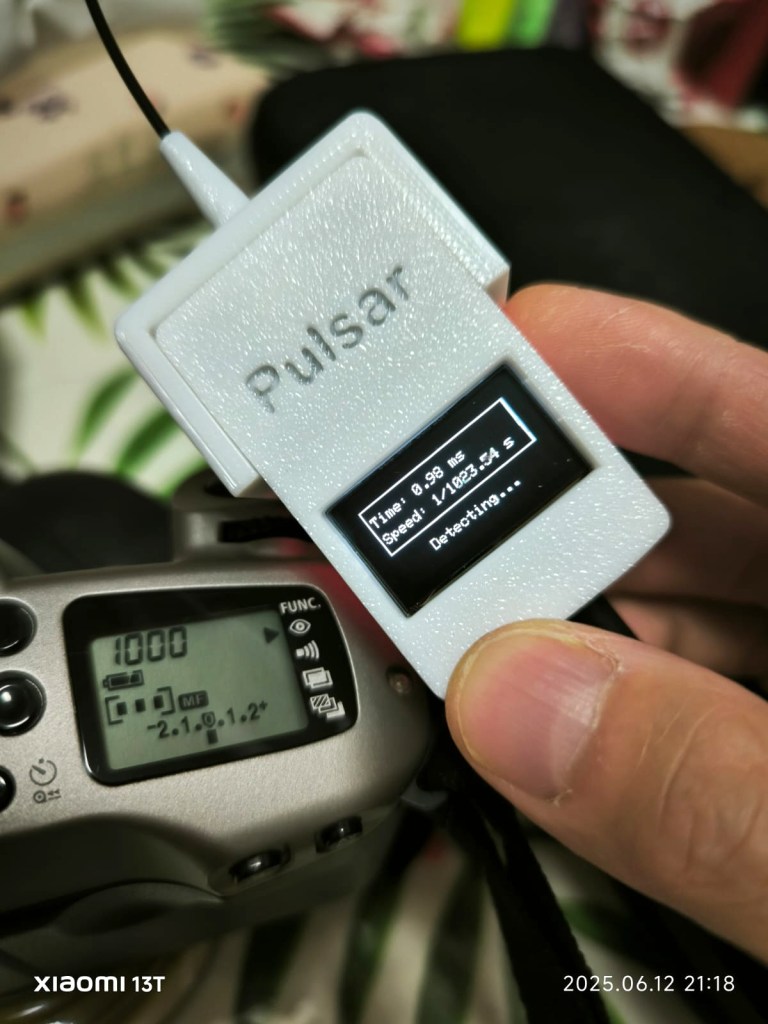 Pulsar
Time: 0.98 ms
Speed: 1/1023.54 s
Detecting...
FUNC.
1000
MF
-2.1.0.1.2+
XIAOMI 13T
2025.06.12 21:18